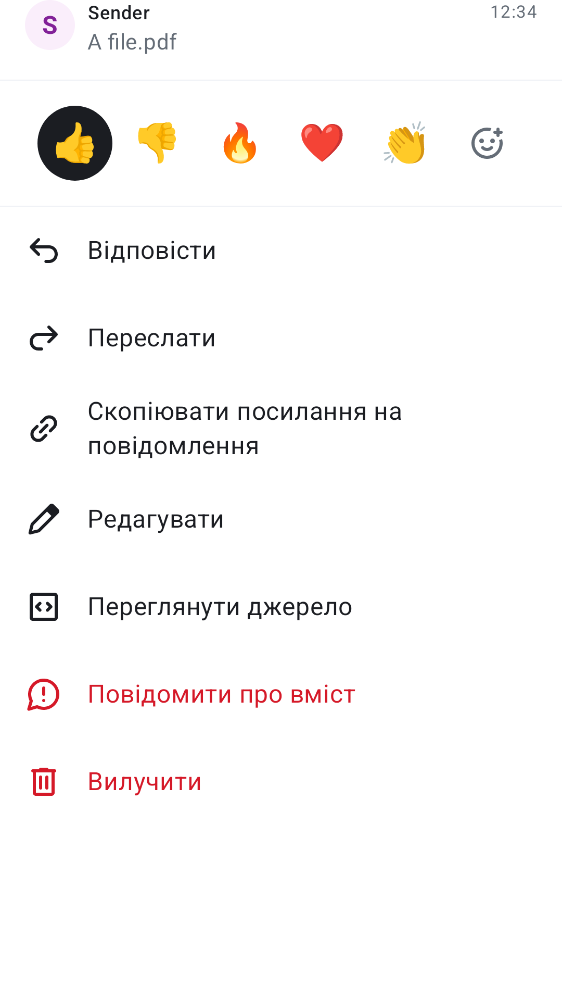 S
Sender
12:34
A file.pdf
Відповісти
Переслати
Скопіювати посилання на
повідомлення
Редагувати
Переглянути джерело
Повідомити про вміст
Вилучити